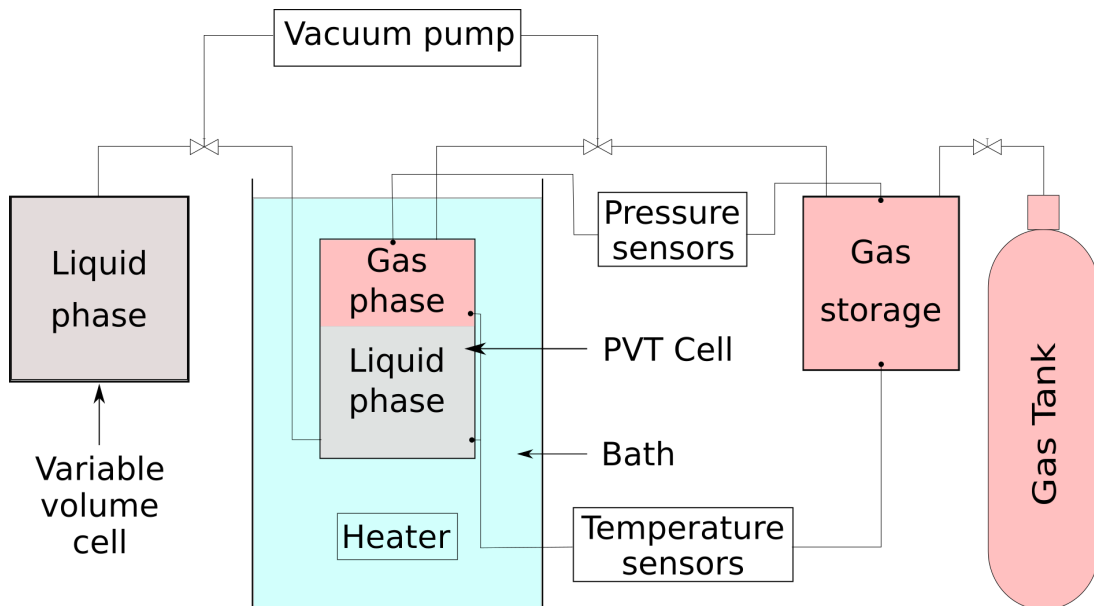 Vacuum pump
Liquid
phase
Gas
phase
Liquid
phase
Pressure
sensors
Gas
storage
PVT Cell
Bath
Variable
volume
cell
Heater
Temperature
sensors
Gas Tank